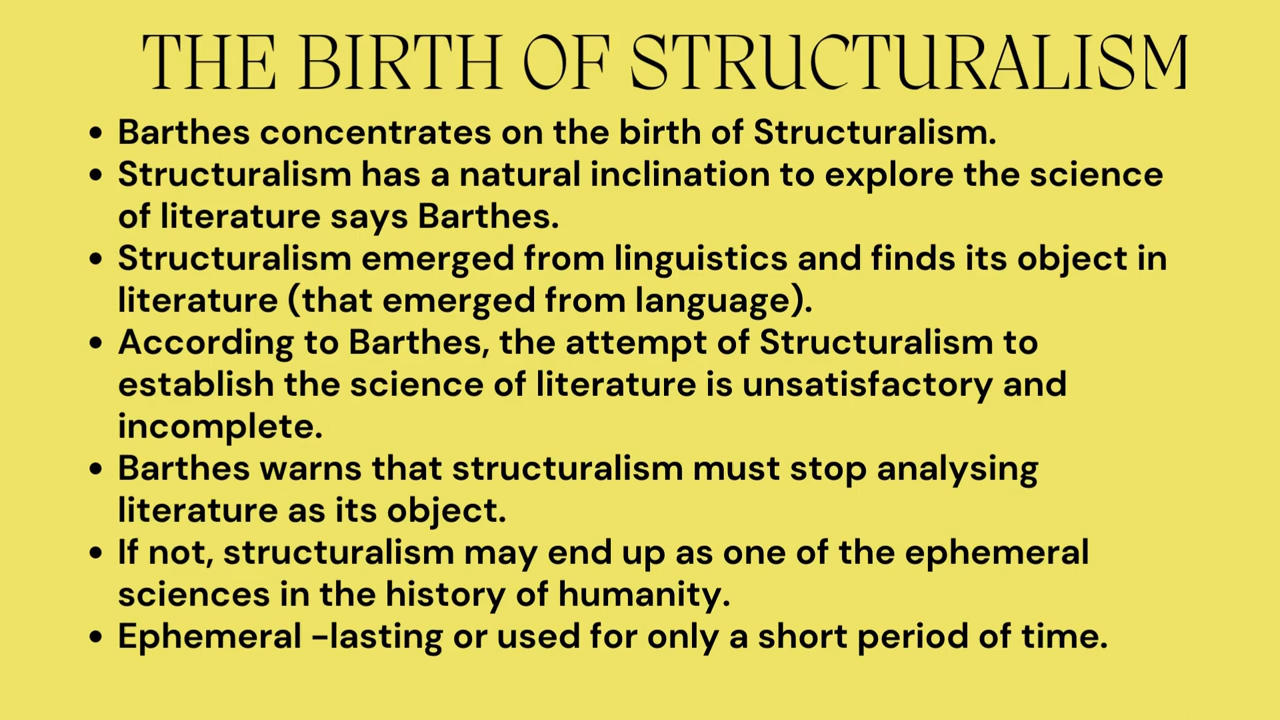 THE BIRTH OF STRUCTURALISM
• Barthes concentrates on the birth of Structuralism.
• Structuralism has a natural inclination to explore the science
of literature says Barthes.
• Structuralism emerged from linguistics and finds its object in
literature (that emerged from language).
• According to Barthes, the attempt of Structuralism to
establish the science of literature is unsatisfactory and
incomplete.
• Barthes warns that structuralism must stop analysing
literature as its object.
• If not, structuralism may end up as one of the ephemeral
sciences in the history of humanity.
• Ephemeral -lasting or used for only a short period of time.